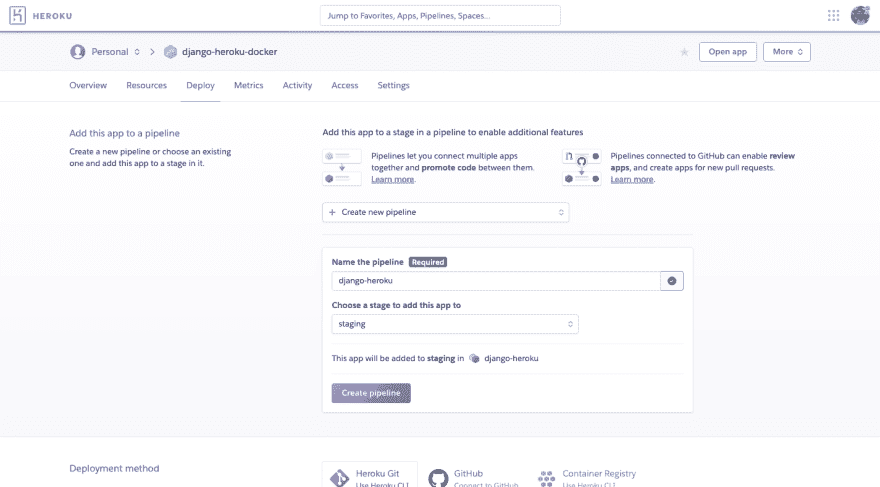 HEROKU
Jump to Favorites, Apps, Pipelines, Spaces...
Personal
django-heroku-docker
Open app
More
Overview
Resources
Deploy
Metrics
Activity
Access
Settings
Add this app to a pipeline
Create a new pipeline or choose an existing
one and add this app to a stage in it.
Add this app to a stage in a pipeline to enable additional features
Pipelines let you connect multiple apps
together and promote code between them.
Learn more.
Pipelines connected to GitHub can enable review
apps, and create apps for new pull requests.
Learn more.
+ Create new pipeline
Name the pipeline Required
django-heroku
Choose a stage to add this app to
staging
This app will be added to staging in django-heroku
Create pipeline
Deployment method
Heroku Git
Use Heroku CLI
GitHub
Connect to GitHub
Container Registry
Use Heroku CLI